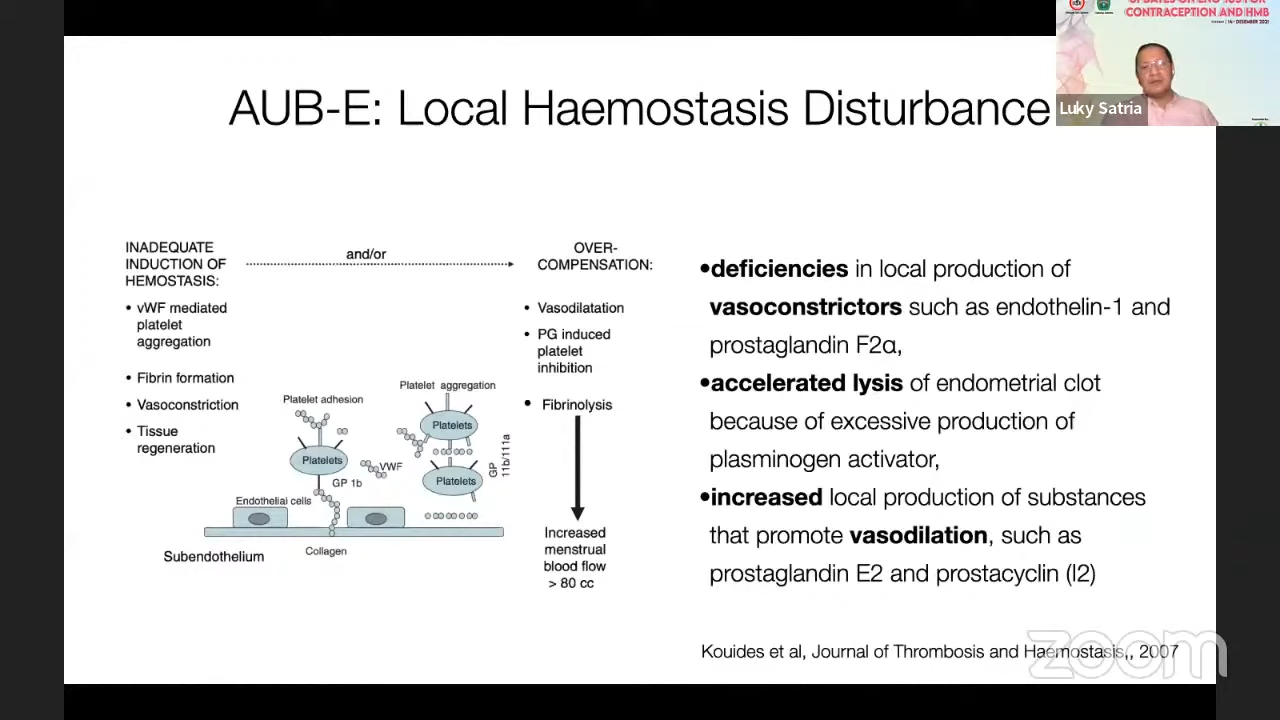 CONTRACEPTION AND HMB
Luky Satria
AUB-E: Local Haemostasis Disturbance
INADEQUATE
INDUCTION OF
HEMOSTASIS:
and/or
OVER-
COMPENSATION:
• vWF mediated
platelet
aggregation
• Fibrin formation
• Vasoconstriction
• Tissue
regeneration
• Vasodilatation
• PG induced
platelet
inhibition
• Fibrinolysis
Platelet adhesion
Platelet aggregation
Platelets
Platelets
Platelets
VWF
GP 1b
GP
11b/111a
Endothelial cells
Subendothelium
Collagen
Increased
menstrual
blood flow
> 80 cc
•deficiencies in local production of
vasoconstrictors such as endothelin-1 and
prostaglandin F2α,
•accelerated lysis of endometrial clot
because of excessive production of
plasminogen activator,
•increased local production of substances
that promote vasodilation, such as
prostaglandin E2 and prostacyclin (I2)
Kouides et al, Journal of Thrombosis and Haemostasis,, 2007
zoom